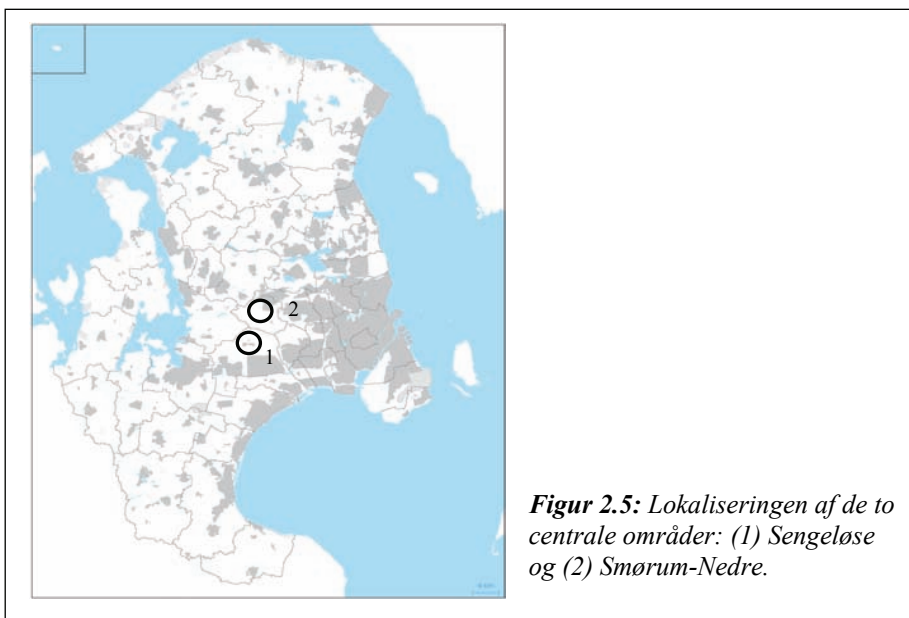 2
1
Figur 2.5: Lokaliseringen af de to
centrale områder: (1) Sengeløse
og (2) Smørum-Nedre.